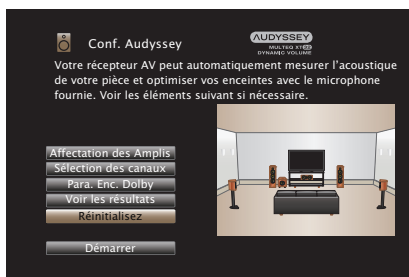 Conf. Audyssey
AUDYSSEY
MULTEQ XT32
DYNAMIC VOLUME
Votre récepteur AV peut automatiquement mesurer l'acoustique
de votre pièce et optimiser vos enceintes avec le microphone
fournie. Voir les éléments suivant si nécessaire.
Affectation des Amplis
Sélection des canaux
Para. Enc. Dolby
Voir les résultats
Réinitialisez
Démarrer